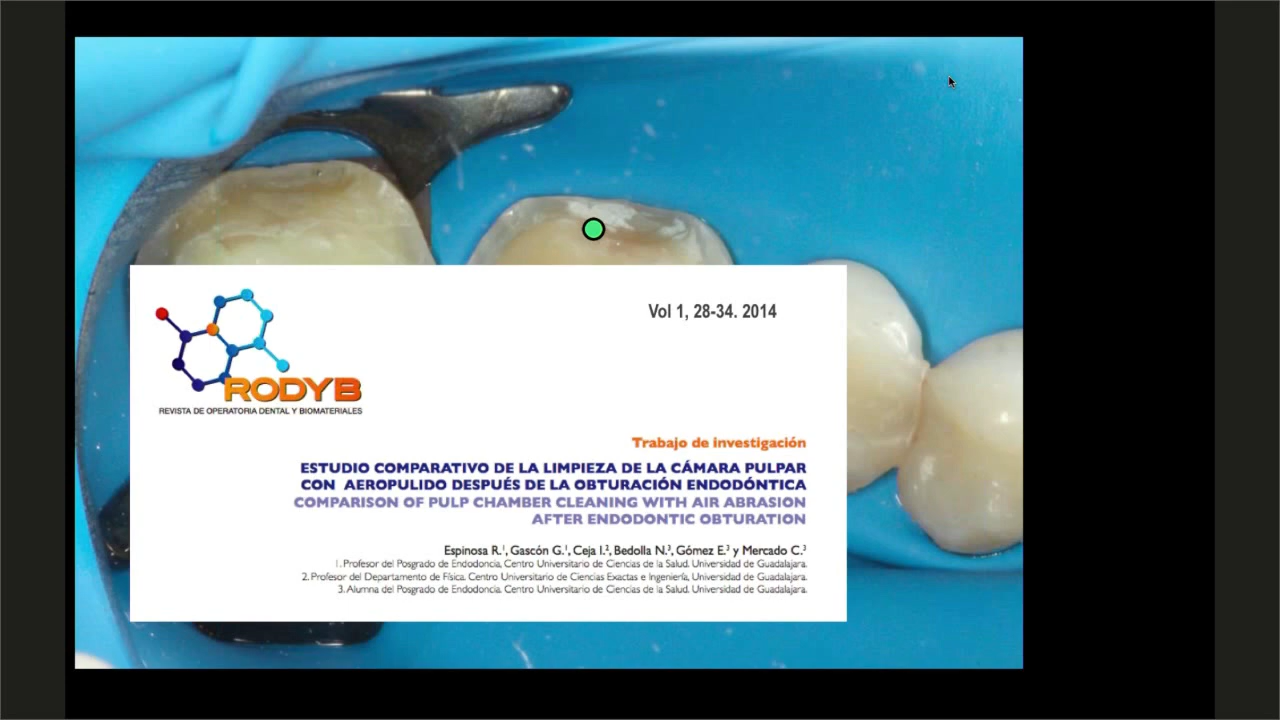 Vol 1, 28-34. 2014
RODYB
REVISTA DE OPERATORIA DENTAL Y BIOMATERIALES
Trabajo de investigación
ESTUDIO COMPARATIVO DE LA LIMPIEZA DE LA CÁMARA PULPAR
CON AEROPULIDO DESPUÉS DE LA OBTURACIÓN ENDODÓNTICA
COMPARISON OF PULP CHAMBER CLEANING WITH AIR ABRASION
AFTER ENDODONTIC OBTURATION
Espinosa R.¹, Gascón G.¹, Ceja I.², Bedolla N.³, Gómez E.³ y Mercado C.³
1. Profesor del Posgrado de Endodoncia, Centro Universitario de Ciencias de la Salud. Universidad de Guadalajara.
2. Profesor del Departamento de Física. Centro Universitario de Ciencias Exactas e Ingeniería, Universidad de Guadalajara.
3. Alumna del Posgrado de Endodoncia. Centro Universitario de Ciencias de la Salud. Universidad de Guadalajara.